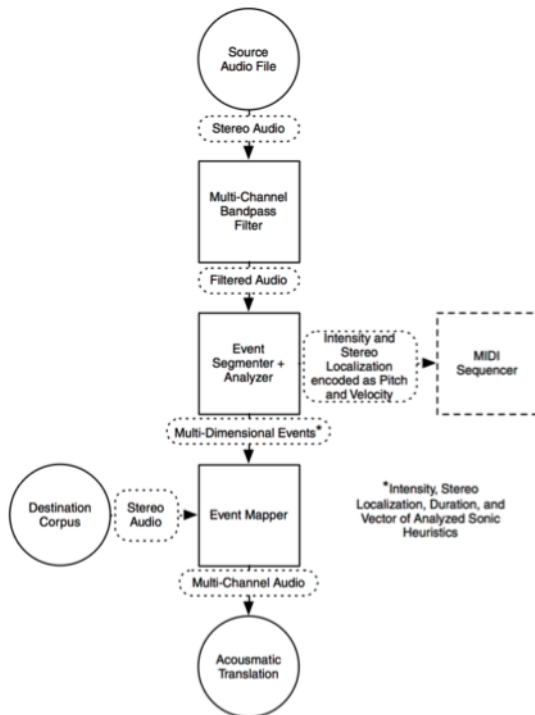 Source
Audio File
Stereo Audio
Multi-Channel
Bandpass
Filter
Filtered Audio
Event
Segmenter +
Analyzer
Intensity and
Stereo
Localization
encoded as Pitch
and Velocity
MIDI
Sequencer
Multi-Dimensional Events*
Destination
Corpus
Stereo
Audio
Event Mapper
*Intensity, Stereo
Localization, Duration, and
Vector of Analyzed Sonic
Heuristics
Multi-Channel Audio
Acousmatic
Translation